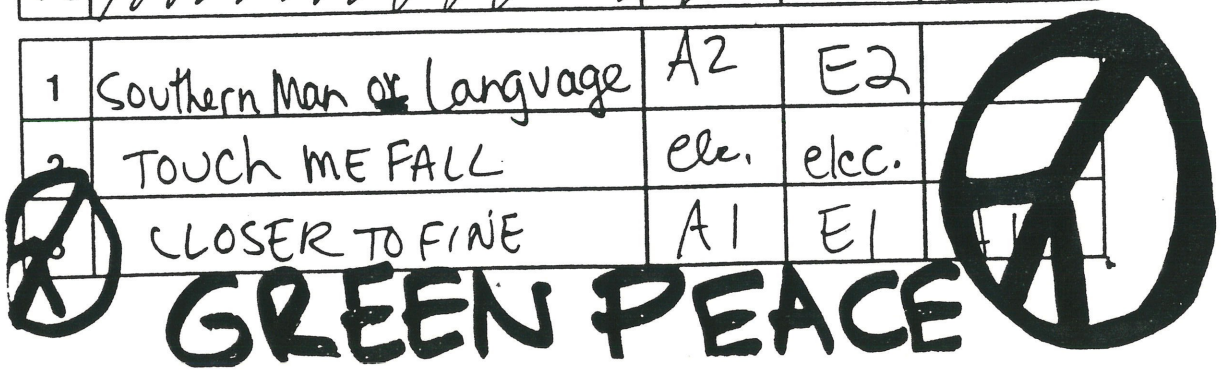 1 Southern Man or Language A2 E2
2 TOUCH ME FALL ele. elec.
CLOSER TO FINE A1 E1
GREEN PEACE